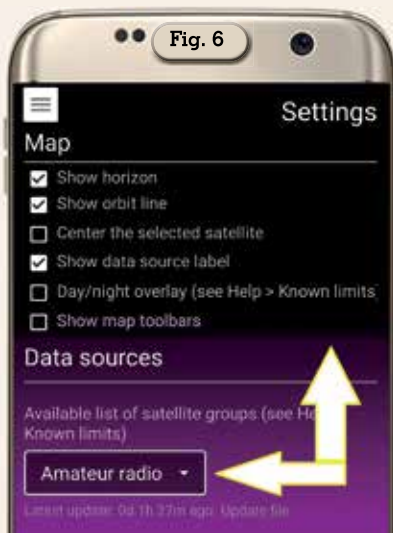 Fig. 6
Settings
Map
Show horizon
Show orbit line
Center the selected satellite
Show data source label
Day/night overlay (see Help > Known limits
Show map toolbars
Data sources
Available list of satellite groups (see He
Known limits)
Amateur radio
Latest update: 0d 1h 37m ago. Update file